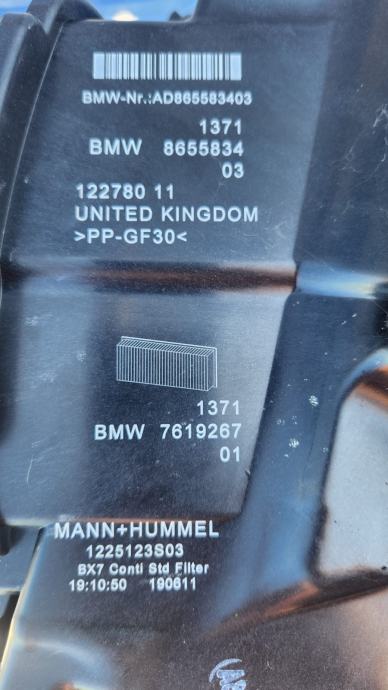 BMW-Nr.:AD865583403
1371
BMW 8655834
03
122780 11
UNITED KINGDOM
>PP-GF30<
1371
BMW 7619267
01
MANN+HUMMEL
1225123S03
BX7 Conti Std Filter
19:10:50 190611